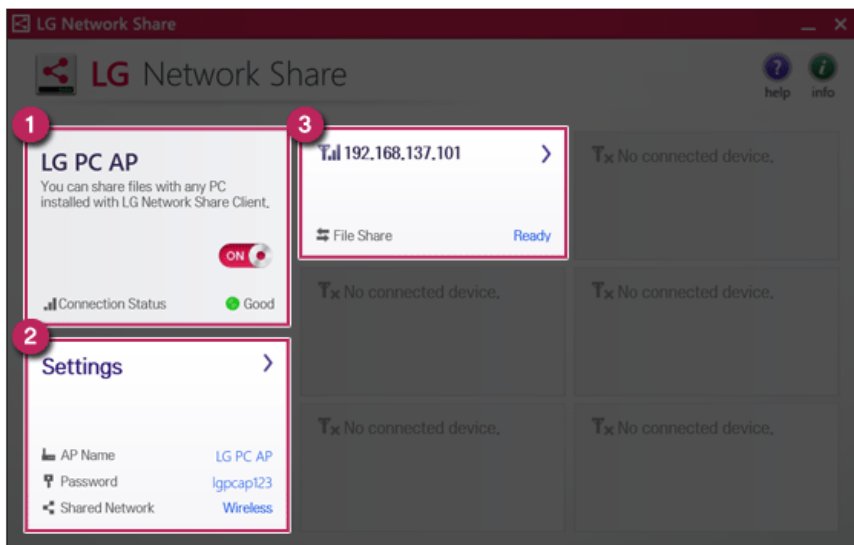 LG Network Share
LG Network Share
help
info
1
LG PC AP
You can share files with any PC
installed with LG Network Share Client.
ON
Connection Status
Good
2
Settings
AP Name
LG PC AP
Password
lgpcap123
Shared Network
Wireless
3
192.168.137.101
File Share
Ready
No connected device.
No connected device.
No connected device.
No connected device.
No connected device.